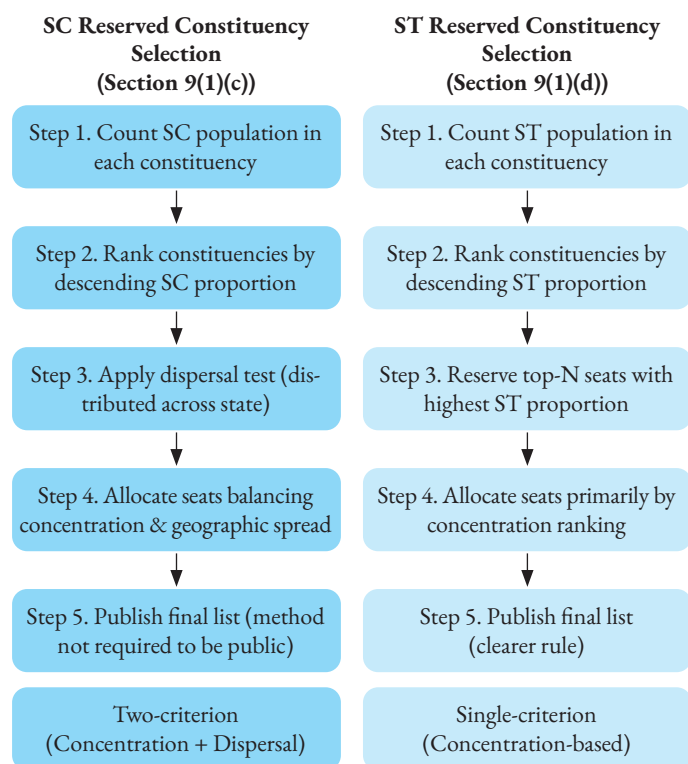 SC Reserved Constituency
Selection
(Section 9(1)(c))
Step 1. Count SC population in
each constituency
Step 2. Rank constituencies by
descending SC proportion
Step 3. Apply dispersal test (dis-
tributed across state)
Step 4. Allocate seats balancing
concentration & geographic spread
Step 5. Publish final list (method
not required to be public)
Two-criterion
(Concentration + Dispersal)
ST Reserved Constituency
Selection
(Section 9(1)(d))
Step 1. Count ST population in
each constituency
Step 2. Rank constituencies by
descending ST proportion
Step 3. Reserve top-N seats with
highest ST proportion
Step 4. Allocate seats primarily by
concentration ranking
Step 5. Publish final list
(clearer rule)
Single-criterion
(Concentration-based)